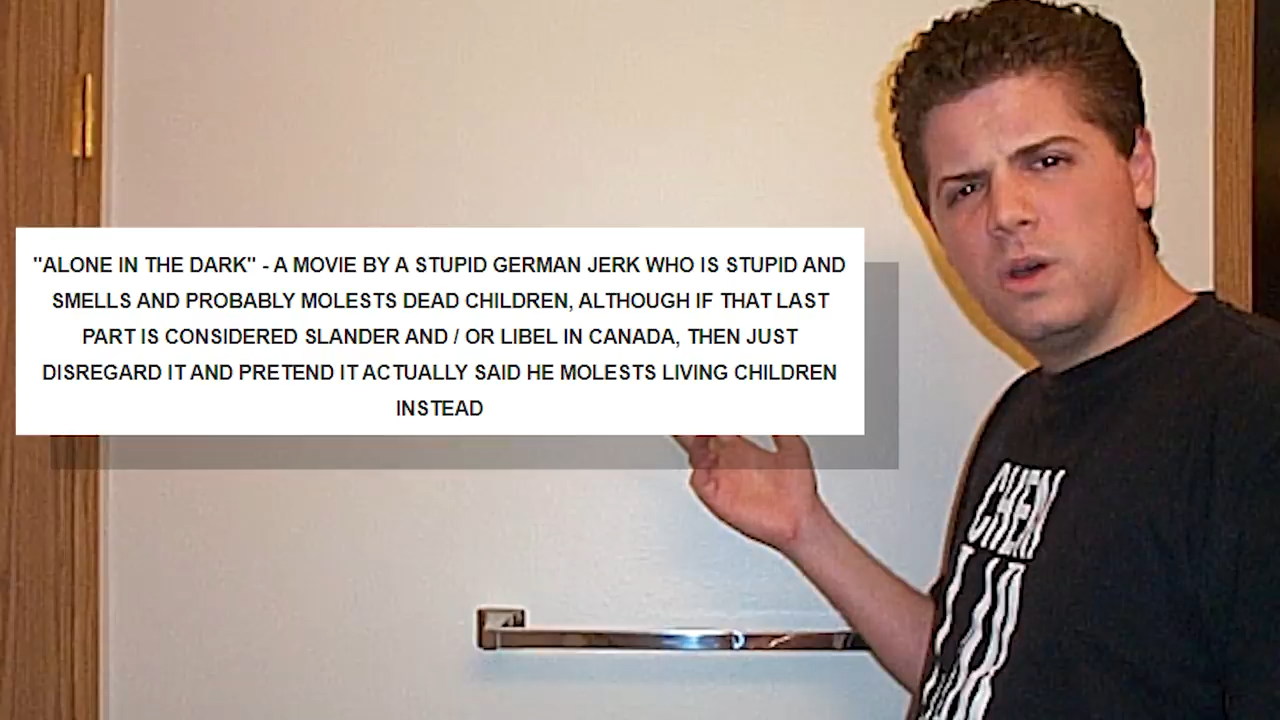 "ALONE IN THE DARK" - A MOVIE BY A STUPID GERMAN JERK WHO IS STUPID AND
SMELLS AND PROBABLY MOLESTS DEAD CHILDREN, ALTHOUGH IF THAT LAST
PART IS CONSIDERED SLANDER AND / OR LIBEL IN CANADA, THEN JUST
DISREGARD IT AND PRETEND IT ACTUALLY SAID HE MOLESTS LIVING CHILDREN
INSTEAD